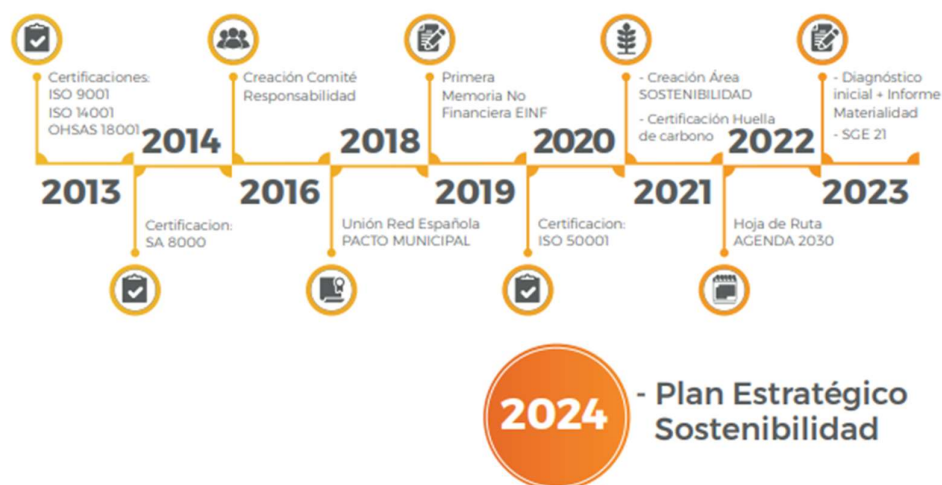 Certificaciones:
ISO 9001
ISO 14001
OHSAS 18001
2013
2014
Certificacion:
SA 8000
Creación Comité
Responsabilidad
2016
2018
Unión Red Española
PACTO MUNICIPAL
Primera
Memoria No
Financiera EINF
2019
2020
Certificacion:
ISO 50001
- Creación Área
SOSTENIBILIDAD
- Certificación Huella
de carbono
2021
2022
Hoja de Ruta
AGENDA 2030
- Diagnóstico
inicial + Informe
Materialidad
- SGE 21
2023
2024
- Plan Estratégico
Sostenibilidad